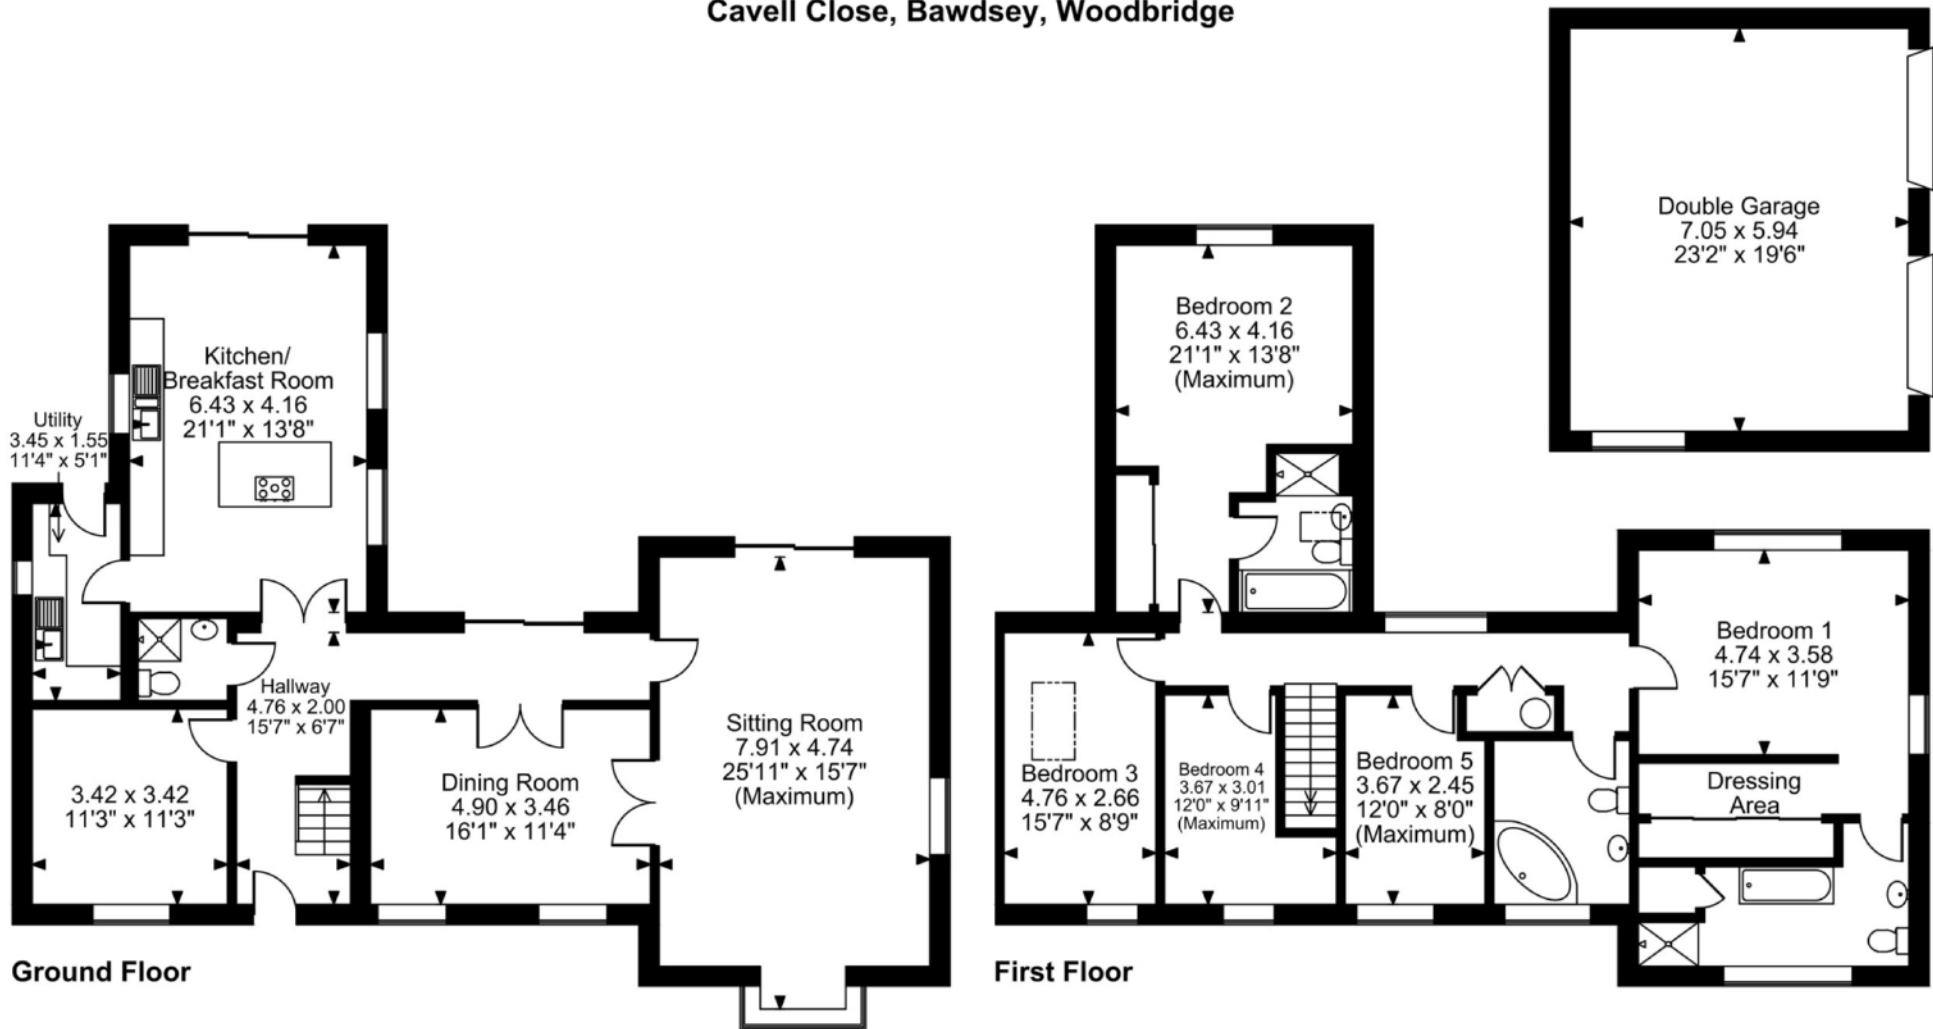 Cavell Close, Bawdsey, Woodbridge
Kitchen/
Breakfast Room
6.43 x 4.16
21'1" x 13'8"
Utility
3.45 x 1.55
11'4" x 5'1"
Hallway
4.76 x 2.00
15'7" x 6'7"
3.42 x 3.42
11'3" x 11'3"
Dining Room
4.90 x 3.46
16'1" x 11'4"
Sitting Room
7.91 x 4.74
25'11" x 15'7"
(Maximum)
Ground Floor
Bedroom 2
6.43 x 4.16
21'1" x 13'8"
(Maximum)
Bedroom 3
4.76 x 2.66
15'7" x 8'9"
Bedroom 4
3.67 x 3.01
12'0" x 9'11"
(Maximum)
Bedroom 5
3.67 x 2.45
12'0" x 8'0"
(Maximum)
Bedroom 1
4.74 x 3.58
15'7" x 11'9"
Dressing
Area
First Floor
Double Garage
7.05 x 5.94
23'2" x 19'6"